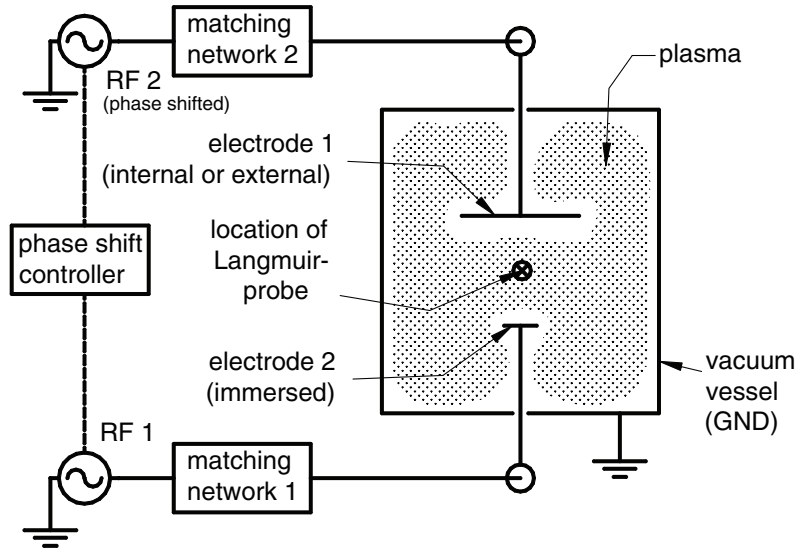 matching
network 2
RF 2
(phase shifted)
plasma
electrode 1
(internal or external)
location of
Langmuir-
probe
phase shift
controller
electrode 2
(immersed)
vacuum
vessel
(GND)
RF 1
matching
network 1